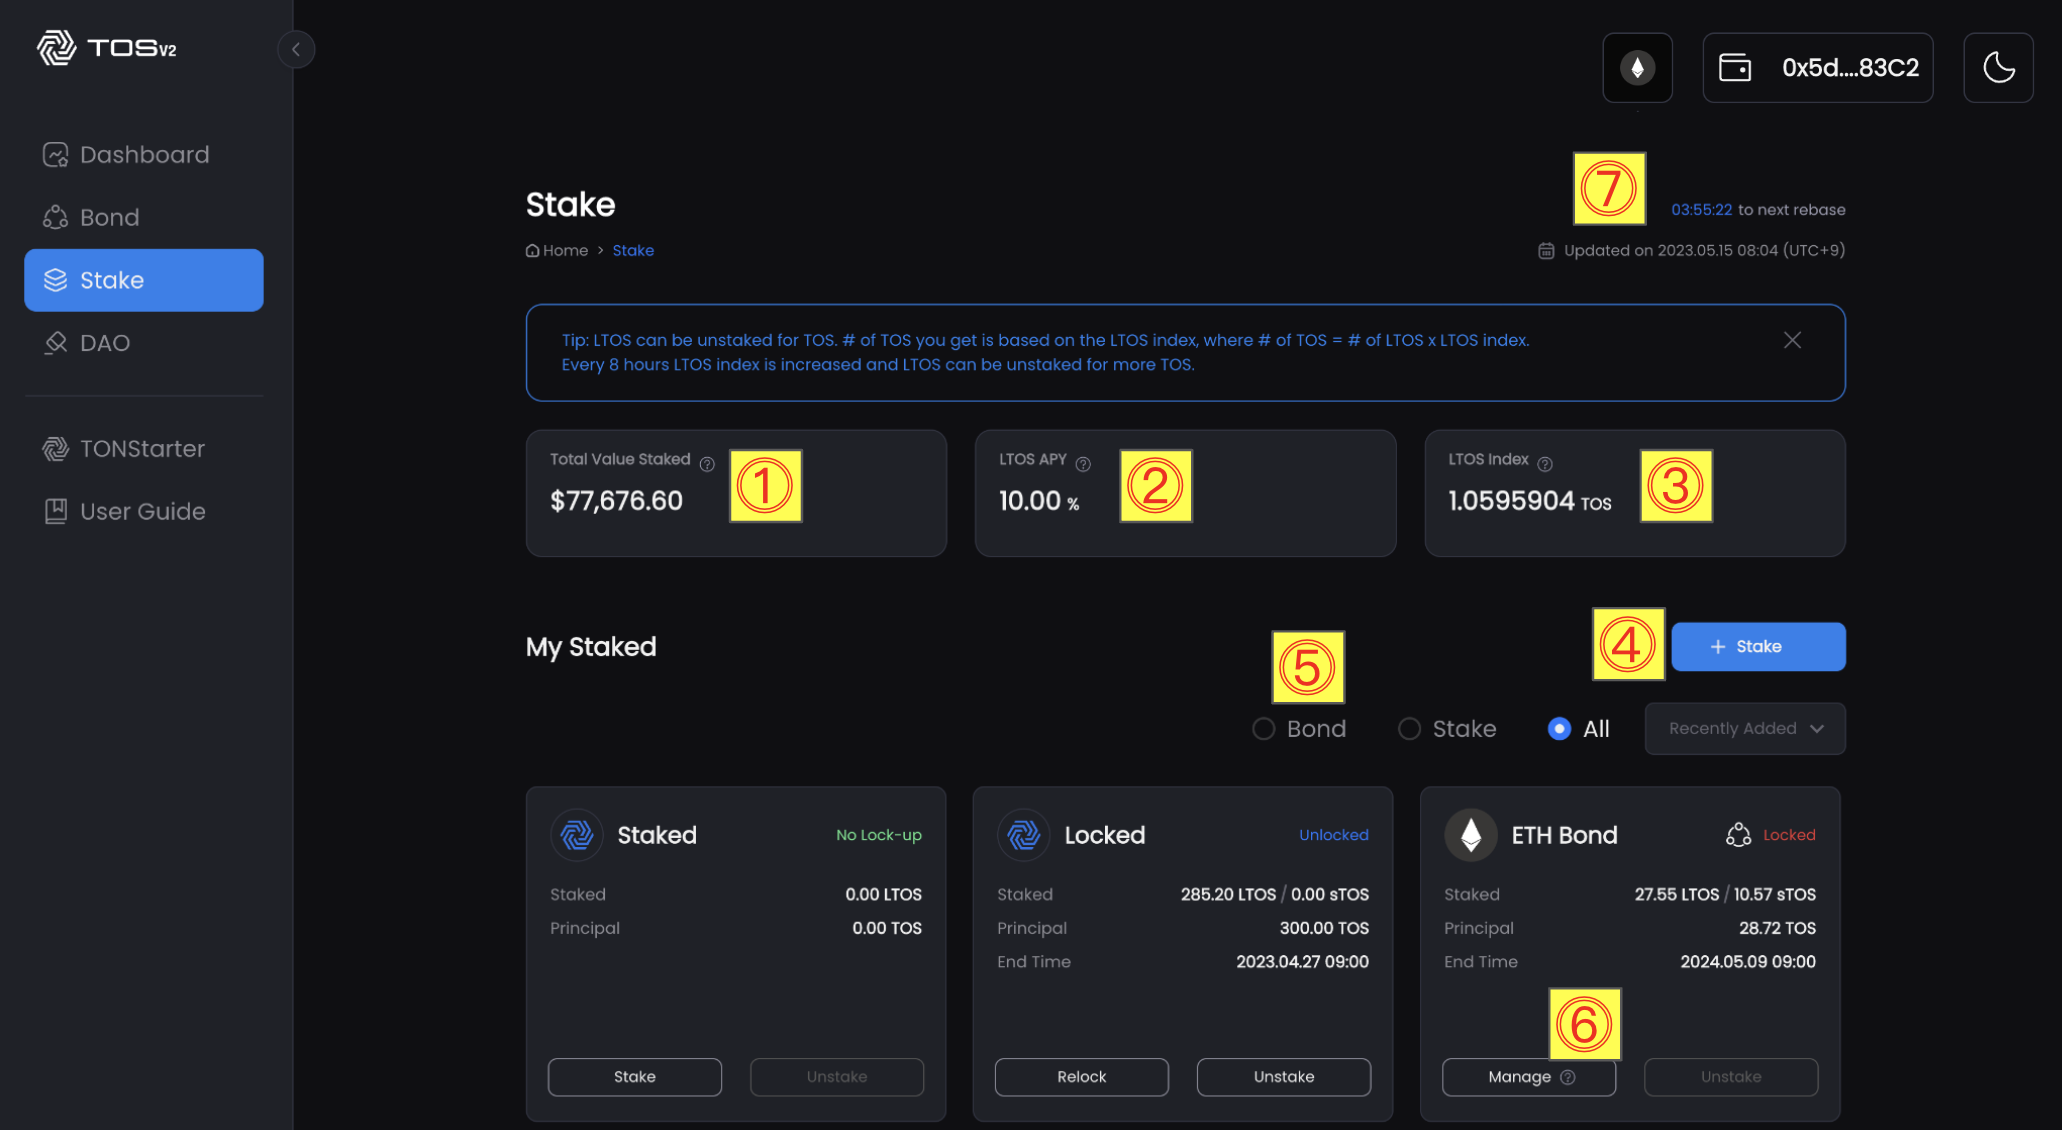 TOSV2
0x5d....83C2
Dashboard
Bond
Stake
DAO
TONStarter
User Guide
Stake
⑦
03:55:22 to next rebase
Home > Stake
Updated on 2023.05.15 08:04 (UTC+9)
Tip: LTOS can be unstaked for TOS. # of TOS you get is based on the LTOS index, where # of TOS = # of LTOS x LTOS index.
Every 8 hours LTOS index is increased and LTOS can be unstaked for more TOS.
Total Value Staked ?
$77,676.60
①
LTOS APY ?
10.00 %
②
LTOS Index ?
1.0595904 TOS
③
My Staked
④
+ Stake
⑤
Bond Stake All Recently Added
Staked No Lock-up
Staked 0.00 LTOS
Principal 0.00 TOS
Stake Unstake
Locked Unlocked
Staked 285.20 LTOS / 0.00 sTOS
Principal 300.00 TOS
End Time 2023.04.27 09:00
Relock Unstake
ETH Bond Locked
Staked 27.55 LTOS / 10.57 sTOS
Principal 28.72 TOS
End Time 2024.05.09 09:00
⑥
Manage ? Unstake